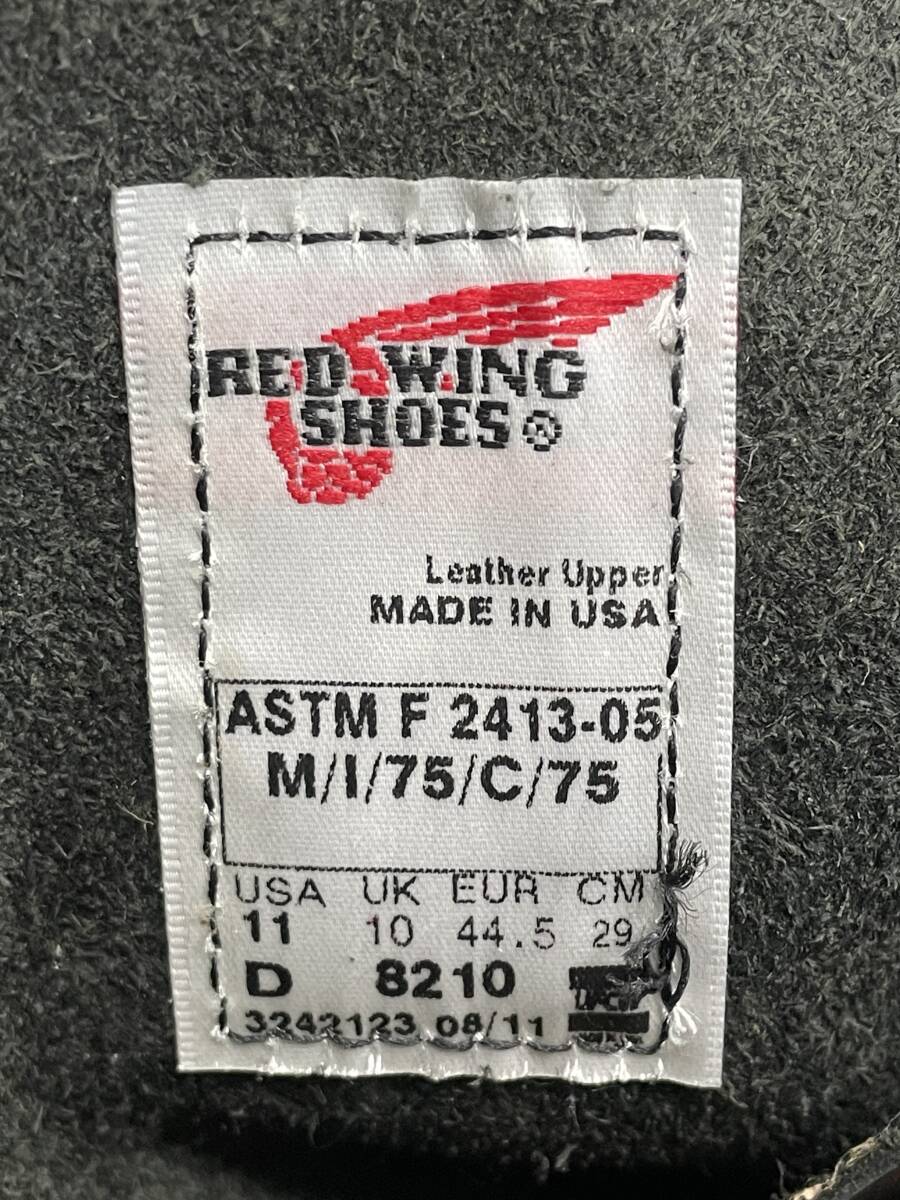 RED WING
SHOES®
Leather Upper
MADE IN USA
ASTM F 2413-05
M/I/75/C/75
USA UK EUR CM
11 10 44.5 29
D 8210
3242123 08/11